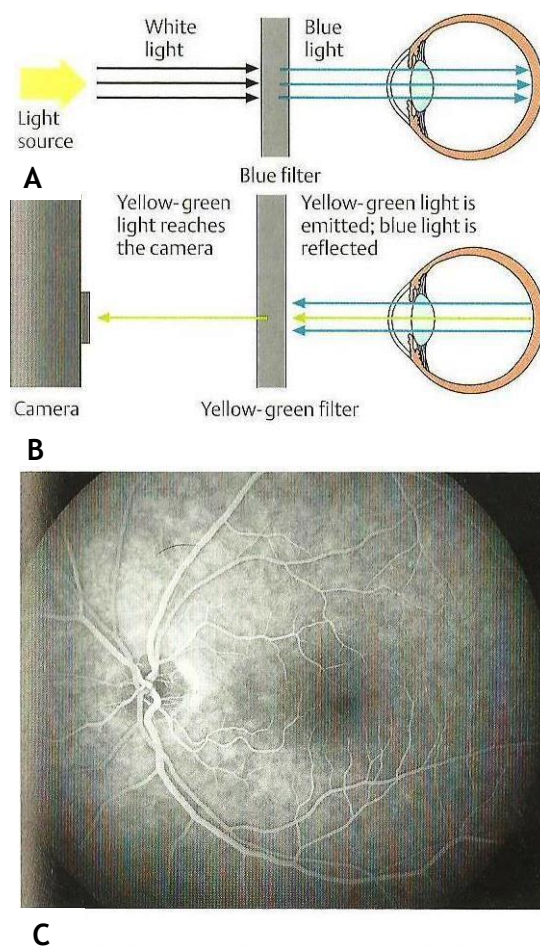 White
light
Blue
light
Light
source
Blue filter
A
Yellow-green
light reaches
the camera
Yellow-green light is
emitted; blue light is
reflected
Camera
Yellow-green filter
B
C